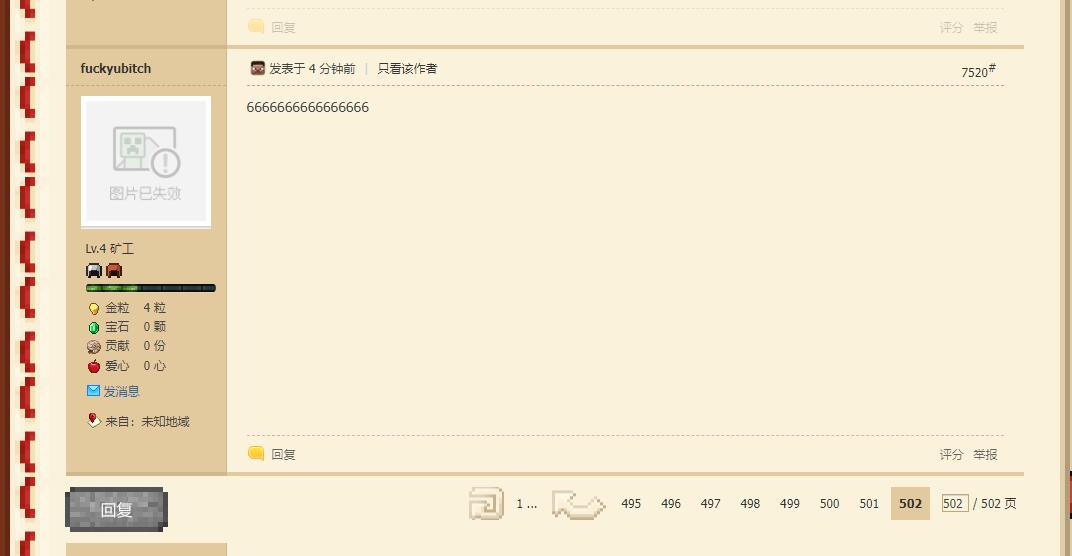 回复
评分 举报
fuckyubitch
发表于 4 分钟前 | 只看该作者
7520#
6666666666666666
图片已失效
Lv.4 矿工
金粒 4 粒
宝石 0 颗
贡献 0 份
爱心 0 心
发消息
来自: 未知地域
回复
评分 举报
回复
1 ... 495 496 497 498 499 500 501 502 502 / 502 页